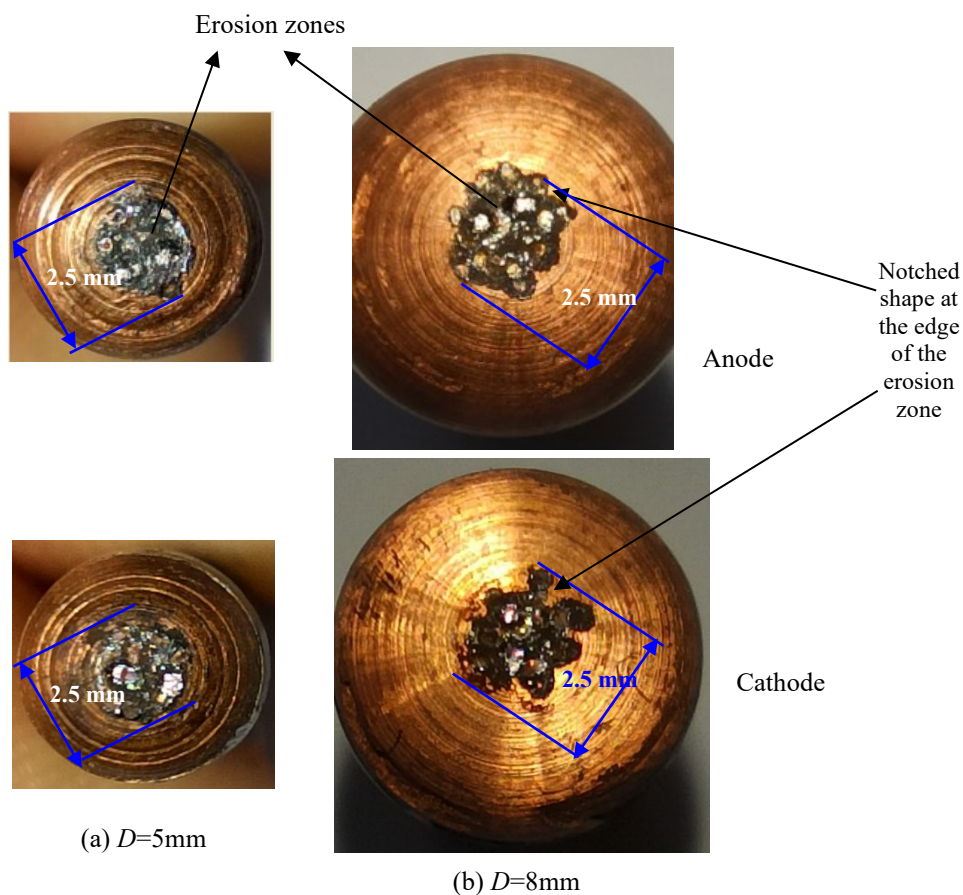 Erosion zones
2.5 mm
2.5 mm
Notched
shape at
the edge
of the
erosion
zone
Anode
2.5 mm
2.5 mm
Cathode
(a) D=5mm
(b) D=8mm